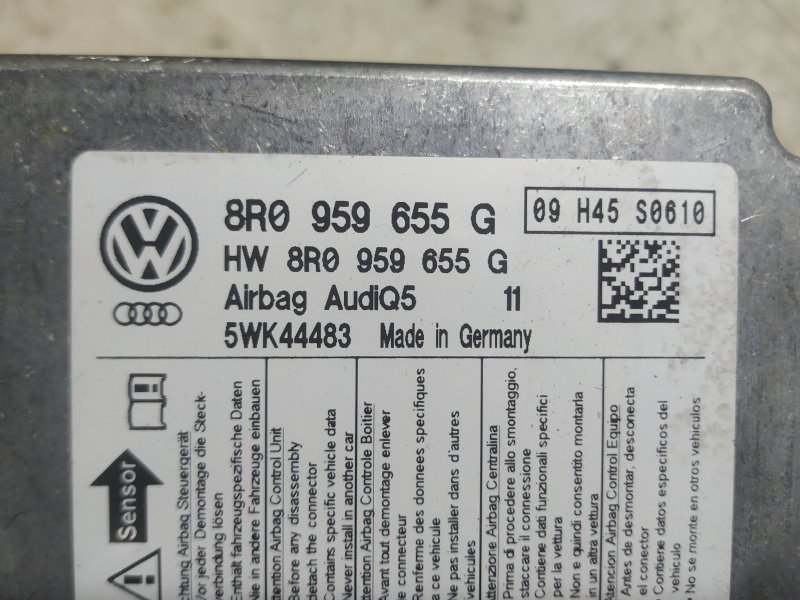 8R0 959 655 G
09 H45 S0610
HW 8R0 959 655 G
Airbag AudiQ5 11
5WK44483 Made in Germany
Sensor
Airbag Steuergerät
Vor jeder Demontage die Steck-
verbindung lösen
Enthält fahrzeugspezifische Daten
Nie in andere Fahrzeuge einbauen
Airbag Control Unit
Before any disassembly
detach the connector
Contains specific vehicle data
Never install in another car
Airbag Controle Boitier
Avant tout demontage enlever
le connecteur
Renferme des donnees specifiques
a ce vehicule
Ne pas installer dans d'autres
vehicules
Attenzione Airbag Centralina
Prima di procedere allo smontaggio,
staccare il connessione
Contiene dati funzionali specifici
per la vettura
Non e quindi consentito montarla
in un altra vettura
Atención Airbag Control Equipo
Antes de desmontar, desconecta
el conector
Contiene datos específicos del
vehículo
No se monte en otros vehículos